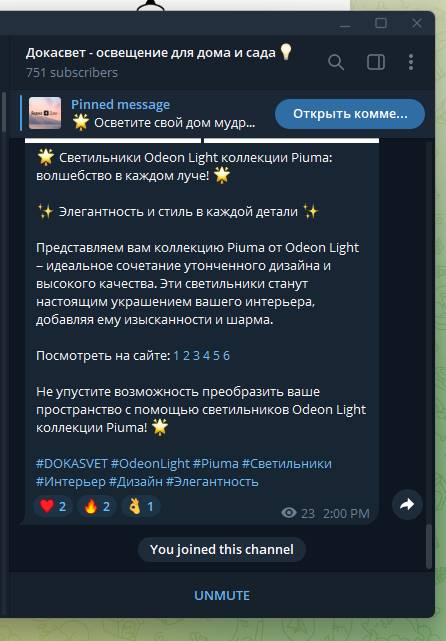 Докасвет - освещение для дома и сада
751 subscribers
Pinned message
Осветите свой дом мудр...
Открыть комме...
Светильники Odeon Light коллекции Piuma:
волшебство в каждом луче!
Элегантность и стиль в каждой детали
Представляем вам коллекцию Piuma от Odeon Light
– идеальное сочетание утонченного дизайна и
высокого качества. Эти светильники станут
настоящим украшением вашего интерьера,
добавляя ему изысканности и шарма.
Посмотреть на сайте: 1 2 3 4 5 6
Не упустите возможность преобразить ваше
пространство с помощью светильников Odeon Light
коллекции Piuma!
#DOKASVET #OdeonLight #Piuma #Светильники
#Интерьер #Дизайн #Элегантность
2 2 1
23 2:00 PM
You joined this channel
UNMUTE